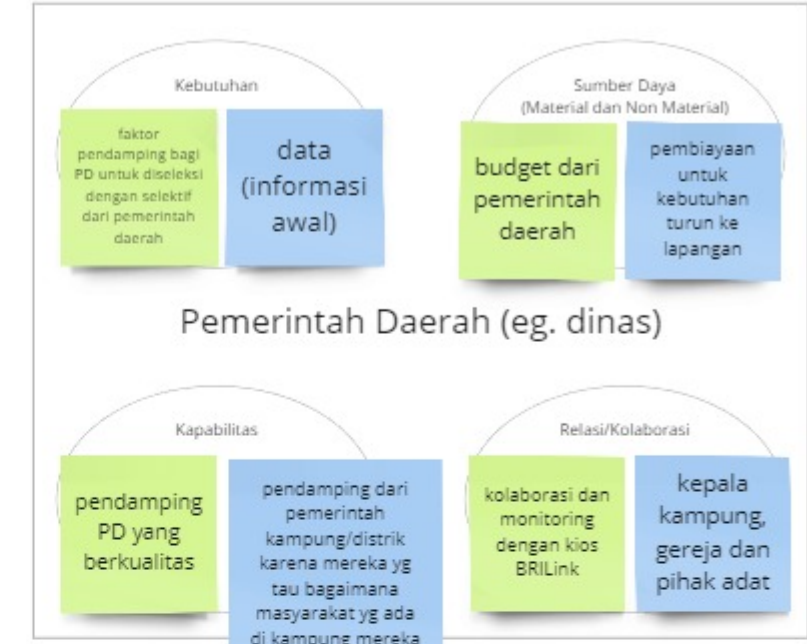 Kebutuhan
faktor
pendamping bagi
PD untuk diseleksi
dengan selektif
dari pemerintah
daerah
data
(informasi
awal)
Sumber Daya
(Material dan Non Material)
budget dari
pemerintah
daerah
pembiayaan
untuk
kebutuhan
turun ke
lapangan
Pemerintah Daerah (eg. dinas)
Kapabilitas
pendamping
PD yang
berkualitas
pendamping dari
pemerintah
kampung/distrik
karena mereka yg
tau bagaimana
masyarakat yg ada
di kampung mereka
Relasi/Kolaborasi
kolaborasi dan
monitoring
dengan kios
BRILink
kepala
kampung,
gereja dan
pihak adat